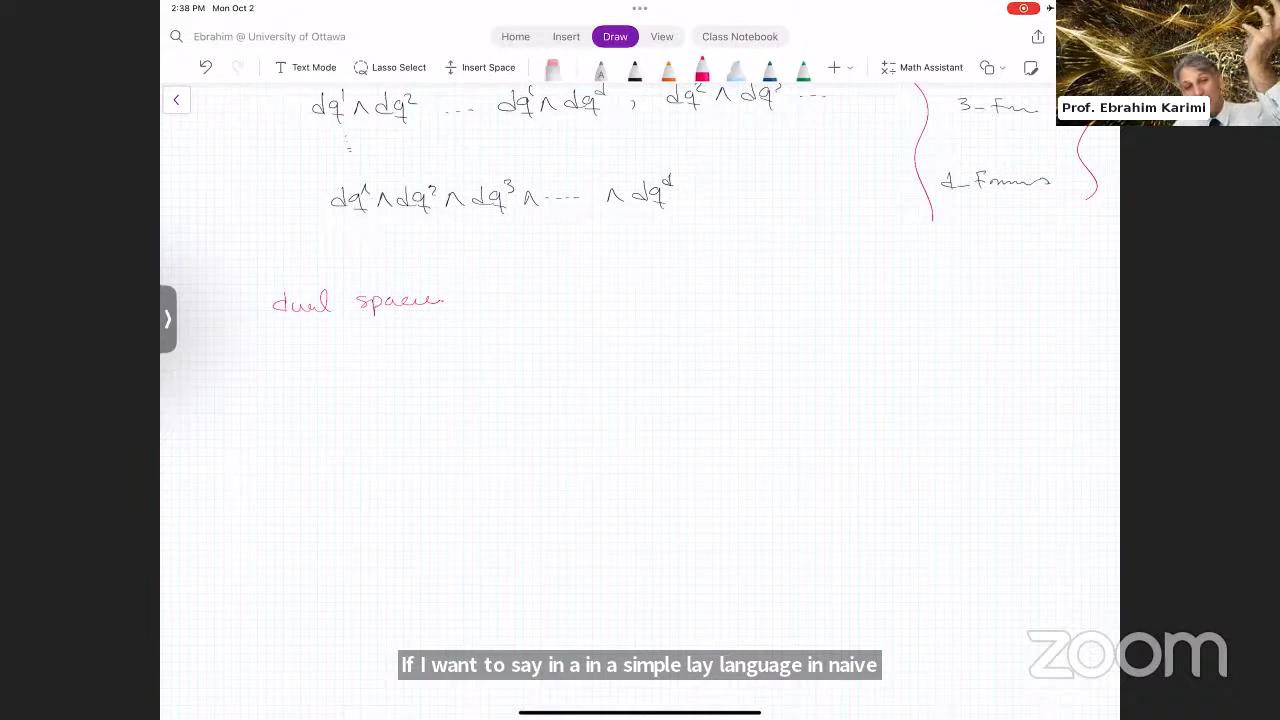 2:38 PM Mon Oct 2
Ebrahim @ University of Ottawa
Home Insert Draw View Class Notebook
Text Mode Lasso Select Insert Space Math Assistant
Prof. Ebrahim Karimi
dq¹ dq² ... dq¹ ∧ dq^d , dq² ∧ dq³ ...
3-Fm
dq¹ ∧ dq² ∧ dq³ ∧ .... ∧ dq^d
d-Forms
dual space
If I want to say in a in a simple lay language in naive
zoom